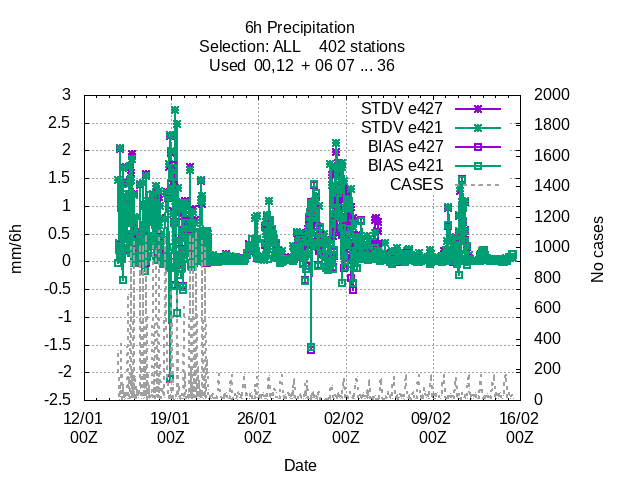 6h Precipitation
Selection: ALL    402 stations
Used  00,12  + 06 07 ... 36
STDV e427
STDV e421
BIAS e427
BIAS e421
CASES
3
2.5
2
1.5
1
0.5
0
-0.5
-1
-1.5
-2
-2.5
mm/6h
2000
1800
1600
1400
1200
1000
800
600
400
200
0
No cases
12/01 19/01 26/01 02/02 09/02 16/02
00Z 00Z 00Z 00Z 00Z 00Z
Date